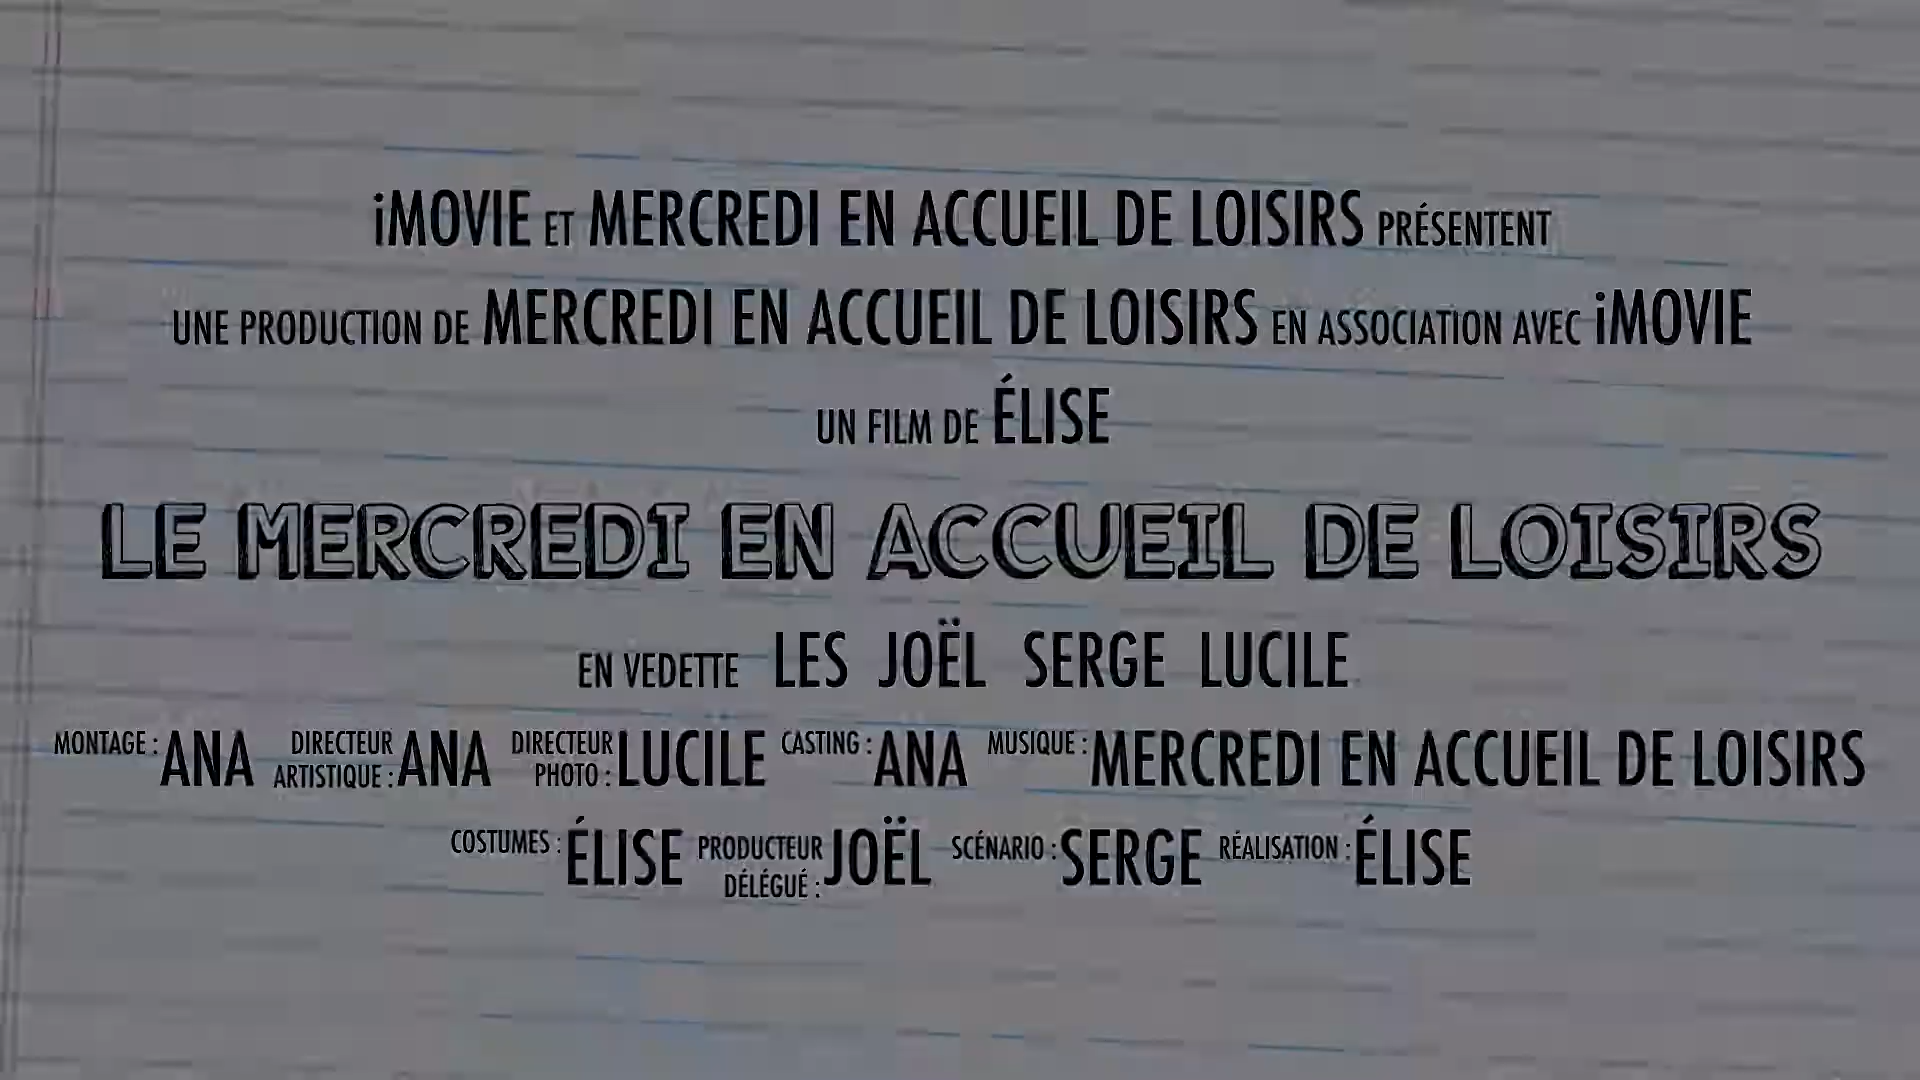 iMOVIE ET MERCREDI EN ACCUEIL DE LOISIRS PRÉSENTENT
UNE PRODUCTION DE MERCREDI EN ACCUEIL DE LOISIRS EN ASSOCIATION AVEC iMOVIE
UN FILM DE ÉLISE
LE MERCREDI EN ACCUEIL DE LOISIRS
EN VEDETTE LES JOËL SERGE LUCILE
MONTAGE : ANA DIRECTEUR ARTISTIQUE : ANA DIRECTEUR PHOTO : LUCILE CASTING : ANA MUSIQUE : MERCREDI EN ACCUEIL DE LOISIRS
COSTUMES : ÉLISE PRODUCTEUR DÉLÉGUÉ : JOËL SCÉNARIO : SERGE RÉALISATION : ÉLISE